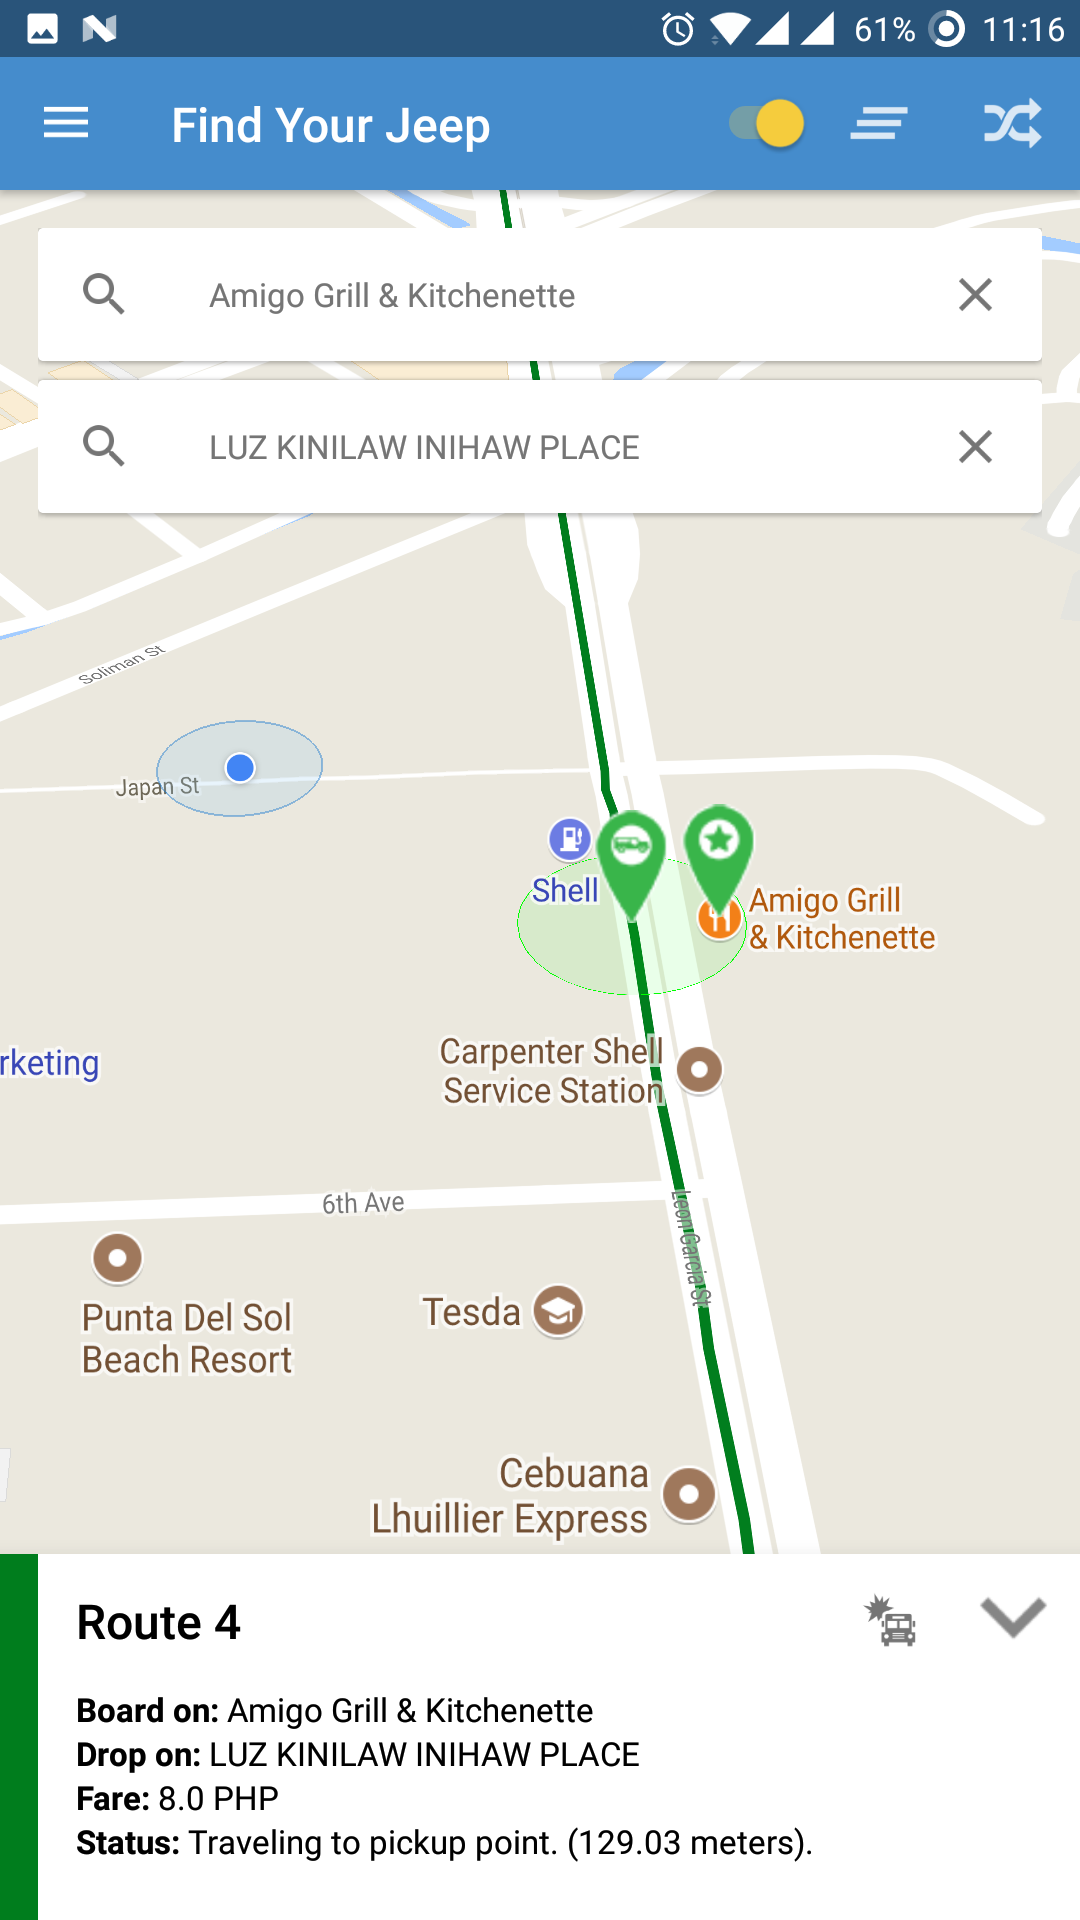 61%
11:16
Find Your Jeep
Amigo Grill & Kitchenette
LUZ KINILAW INIHAW PLACE
Soliman St
Japan St
Shell
Amigo Grill
& Kitchenette
Carpenter Shell
Service Station
rketing
6th Ave
Leon Garcia St
Punta Del Sol
Beach Resort
Tesda
Cebuana
Lhuillier Express
Route 4
Board on: Amigo Grill & Kitchenette
Drop on: LUZ KINILAW INIHAW PLACE
Fare: 8.0 PHP
Status: Traveling to pickup point. (129.03 meters).